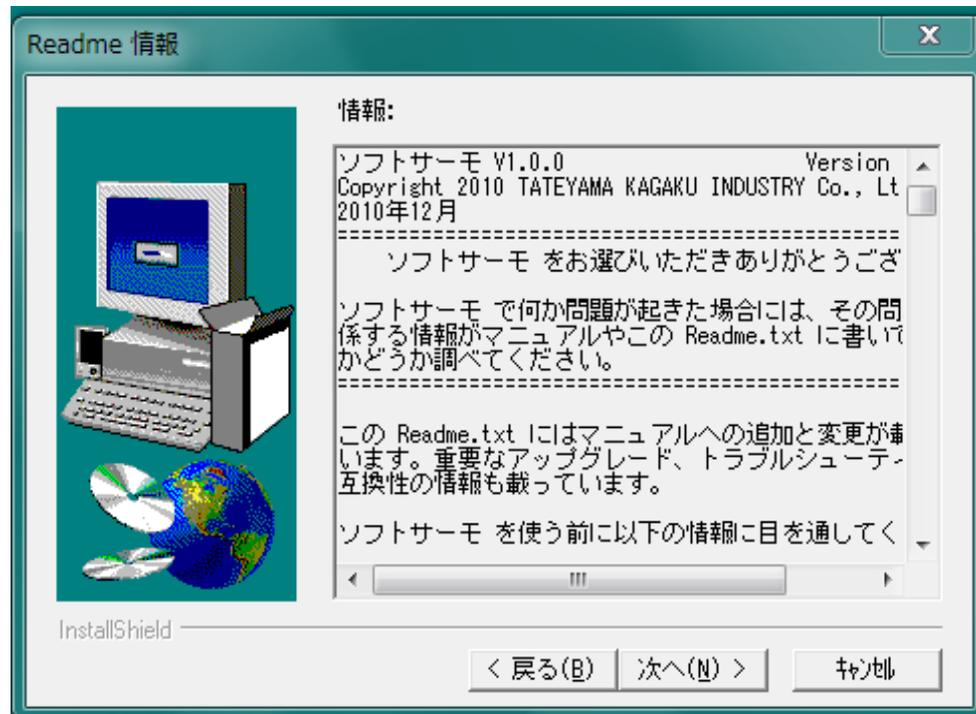 Readme 情報
情報:
ソフトサーモ V1.0.0 Version
Copyright 2010 TATEYAMA KAGAKU INDUSTRY Co., Lt
2010年12月
==================================================
ソフトサーモ をお選びいただきありがとうござ
ソフトサーモ で何か問題が起きた場合には、その問
係する情報がマニュアルやこの Readme.txt に書いて
かどうか調べてください。
==================================================
この Readme.txt にはマニュアルへの追加と変更が
います。重要なアップグレード、トラブルシューテ
互換性の情報も載っています。
ソフトサーモ を使う前に以下の情報に目を通してく
InstallShield
< 戻る(B)
次へ(N) >
ｷｬﾝｾﾙ